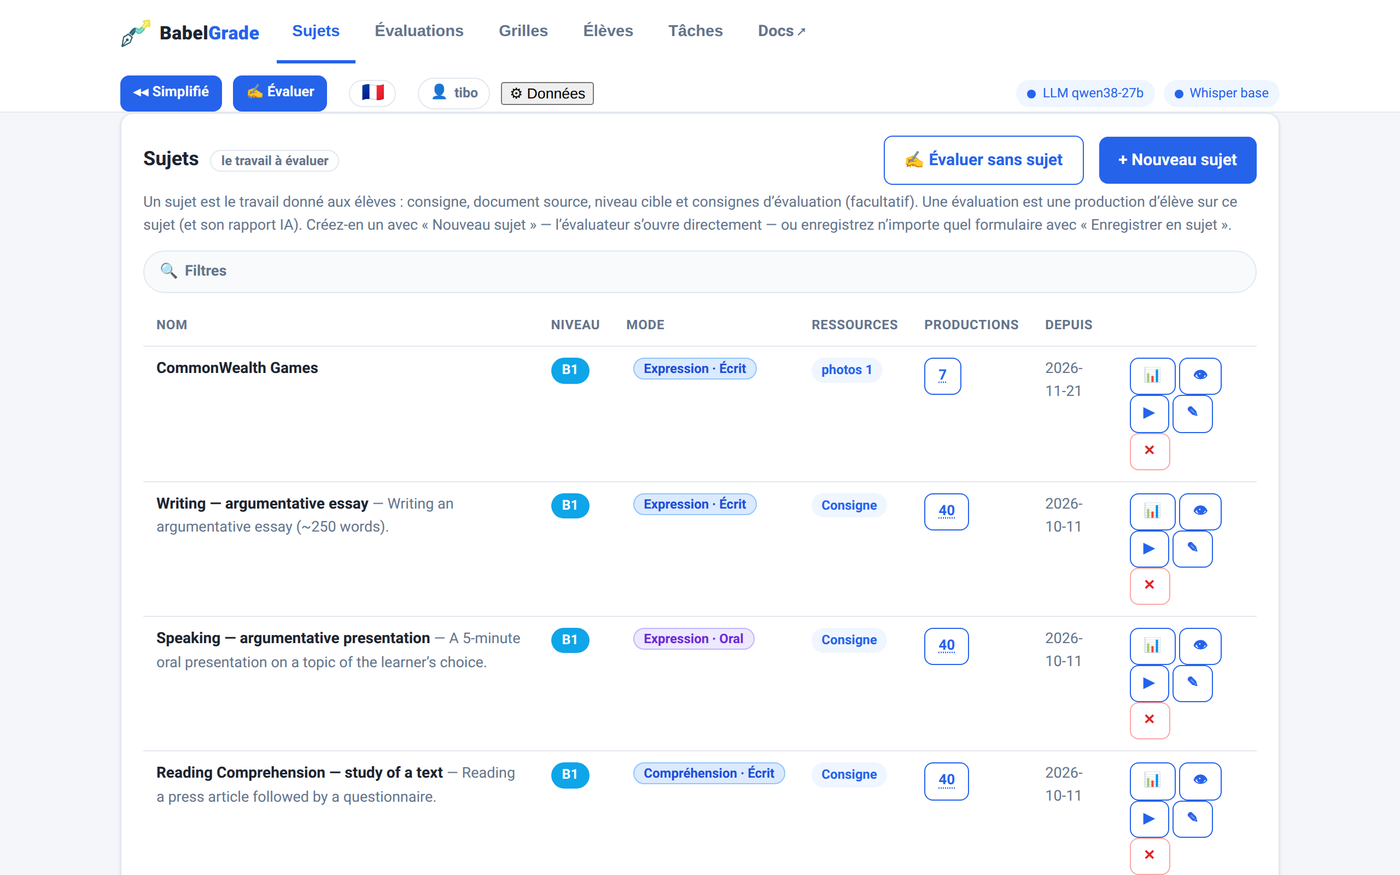 BabelGrade
Sujets
Évaluations
Grilles
Élèves
Tâches
Docs↗
◀◀ Simplifié
✍️ Évaluer
🇫🇷
👤 tibo
⚙ Données
LLM qwen38-27b
Whisper base
Sujets
le travail à évaluer
✍️ Évaluer sans sujet
+ Nouveau sujet
Un sujet est le travail donné aux élèves : consigne, document source, niveau cible et consignes d’évaluation (facultatif). Une évaluation est une production d’élève sur ce
sujet (et son rapport IA). Créez-en un avec « Nouveau sujet » — l’évaluateur s’ouvre directement — ou enregistrez n’importe quel formulaire avec « Enregistrer en sujet ».
🔍 Filtres
NOM NIVEAU MODE RESSOURCES PRODUCTIONS DEPUIS
CommonWealth Games B1 Expression · Écrit photos 1 7 2026-
11-21
Writing — argumentative essay — Writing an B1 Expression · Écrit Consigne 40 2026-
argumentative essay (~250 words). 10-11
Speaking — argumentative presentation — A 5-minute B1 Expression · Oral Consigne 40 2026-
oral presentation on a topic of the learner’s choice. 10-11
Reading Comprehension — study of a text — Reading B1 Compréhension · Écrit Consigne 40 2026-
a press article followed by a questionnaire. 10-11